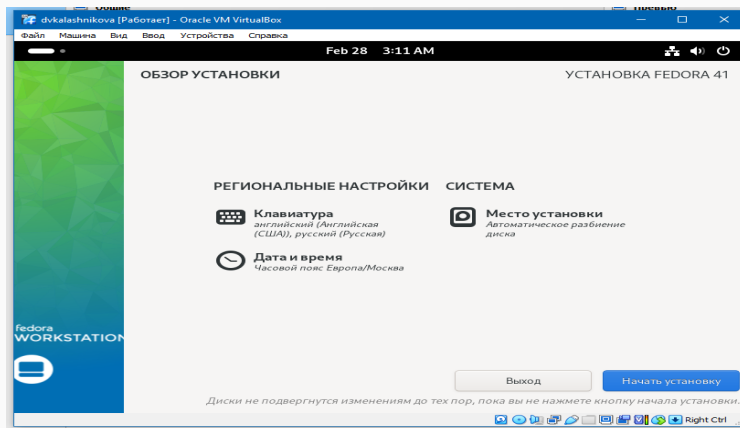 Общие
Превью
dvkalashnikova [Работает] - Oracle VM VirtualBox
Файл Машина Вид Ввод Устройства Справка
Feb 28 3:11 AM
ОБЗОР УСТАНОВКИ
УСТАНОВКА FEDORA 41
РЕГИОНАЛЬНЫЕ НАСТРОЙКИ
СИСТЕМА
Клавиатура
английский (Английская
(США)), русский (Русская)
Место установки
Автоматическое разбиение
диска
Дата и время
Часовой пояс Европа/Москва
fedora
WORKSTATION
Выход
Начать установку
Диски не подвергнутся изменениям до тех пор, пока вы не нажмете кнопку начала установки.
Right Ctrl